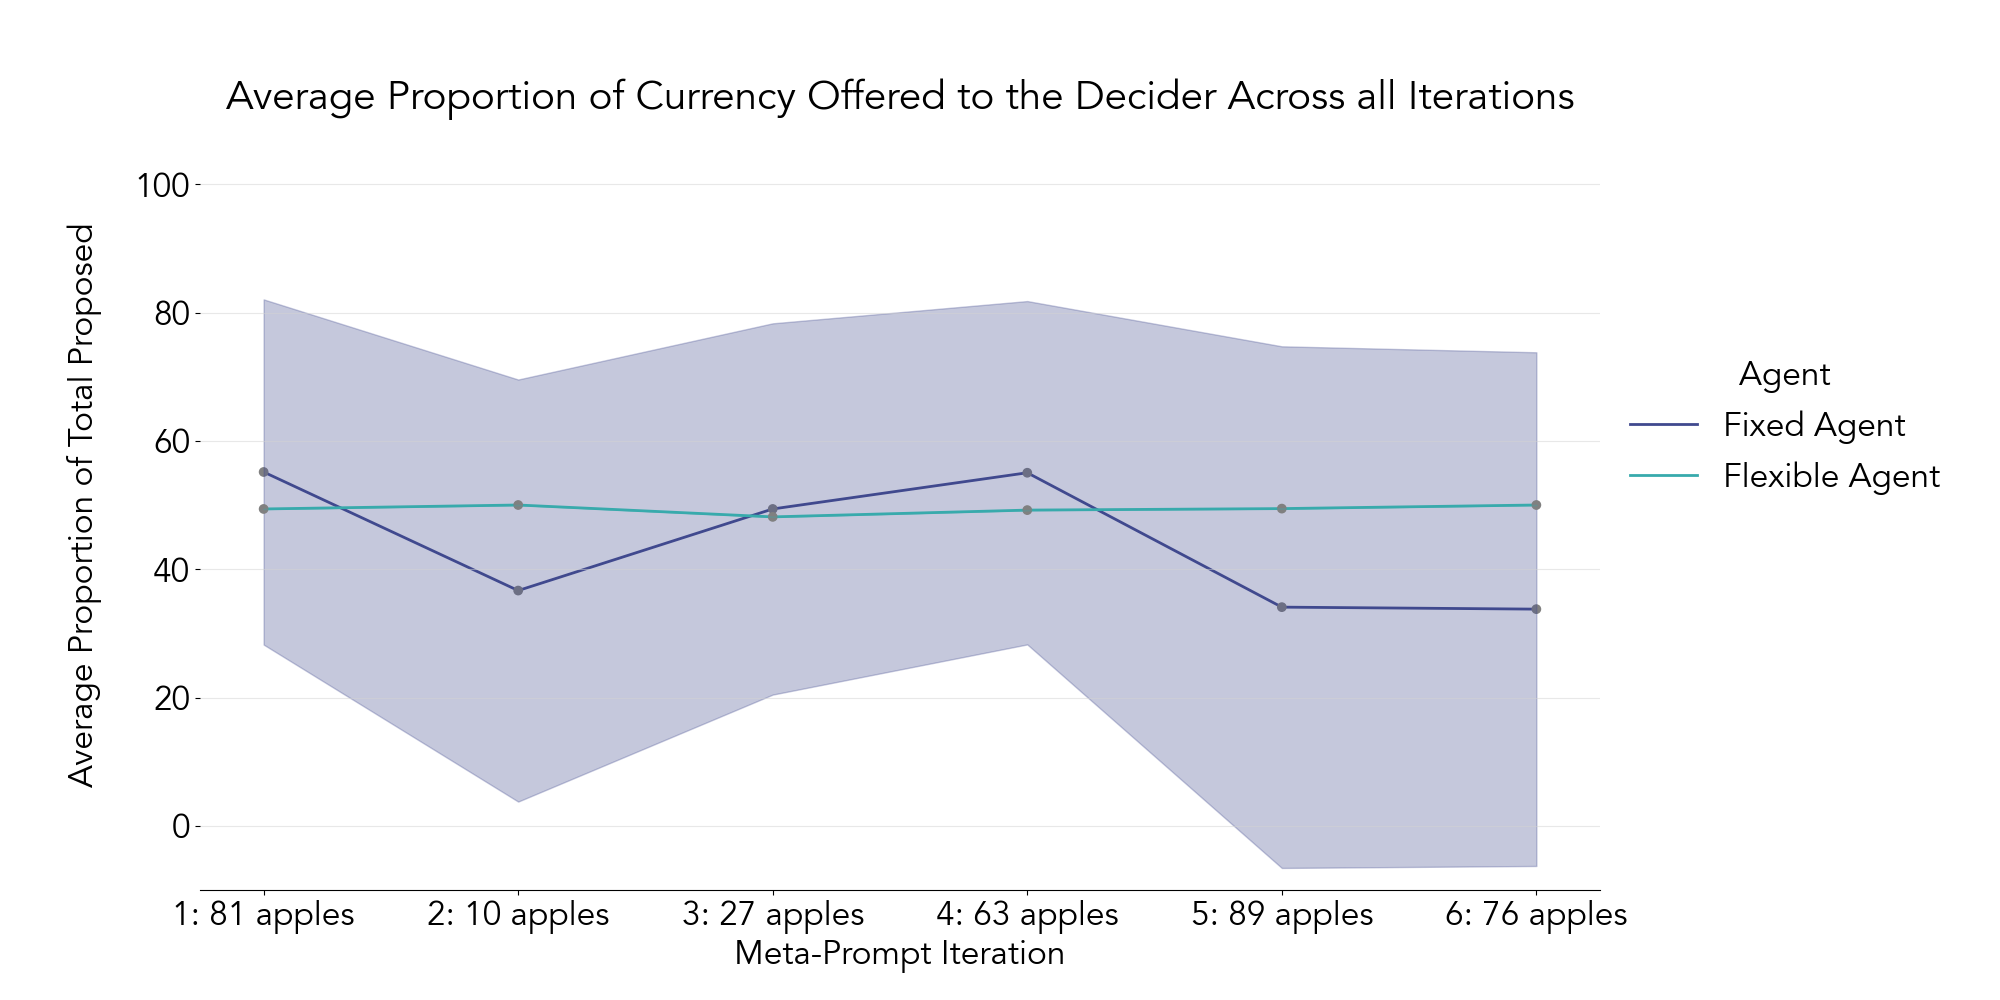 Average Proportion of Currency Offered to the Decider Across all Iterations
Average Proportion of Total Proposed
100
80
60
40
20
0
1: 81 apples
2: 10 apples
3: 27 apples
4: 63 apples
5: 89 apples
6: 76 apples
Meta-Prompt Iteration
Agent
Fixed Agent
Flexible Agent